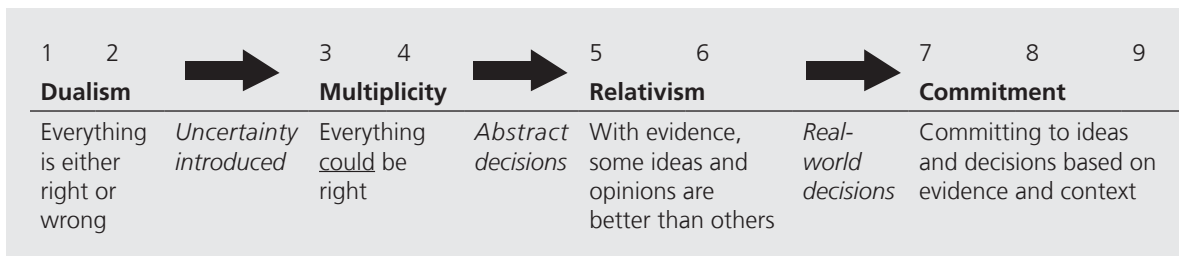 1 2 3 4 5 6 7 8 9
Dualism Multiplicity Relativism Commitment
Everything Uncertainty Everything Abstract With evidence, Real- Committing to ideas
is either introduced could be decisions some ideas and world and decisions based on
right or right opinions are decisions evidence and context
wrong better than others